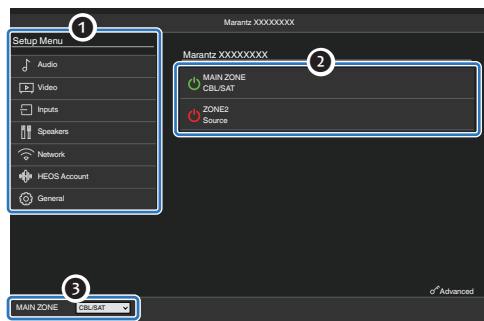 Marantz XXXXXXXX
1
Setup Menu
Audio
Video
Inputs
Speakers
Network
HEOS Account
General
Marantz XXXXXXXX
2
MAIN ZONE
CBL/SAT
ZONE2
Source
Advanced
3
MAIN ZONE CBL/SAT